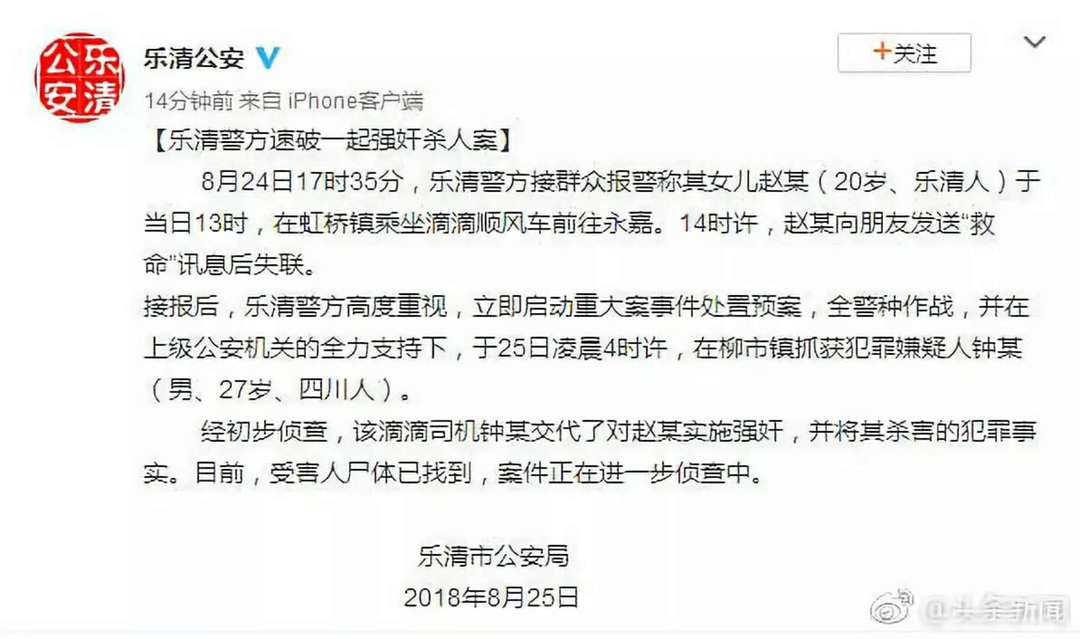 公乐
安清
乐清公安
+关注
14分钟前 来自 iPhone客户端
【乐清警方速破一起强奸杀人案】
8月24日17时35分，乐清警方接群众报警称其女儿赵某（20岁、乐清人）于
当日13时，在虹桥镇乘坐滴滴顺风车前往永嘉。14时许，赵某向朋友发送“救
命”讯息后失联。
接报后，乐清警方高度重视，立即启动重大案事件处置预案，全警种作战，并在
上级公安机关的全力支持下，于25日凌晨4时许，在柳市镇抓获犯罪嫌疑人钟某
（男、27岁、四川人）。
经初步侦查，该滴滴司机钟某交代了对赵某实施强奸，并将其杀害的犯罪事
实。目前，受害人尸体已找到，案件正在进一步侦查中。
乐清市公安局
2018年8月25日
@头条新闻